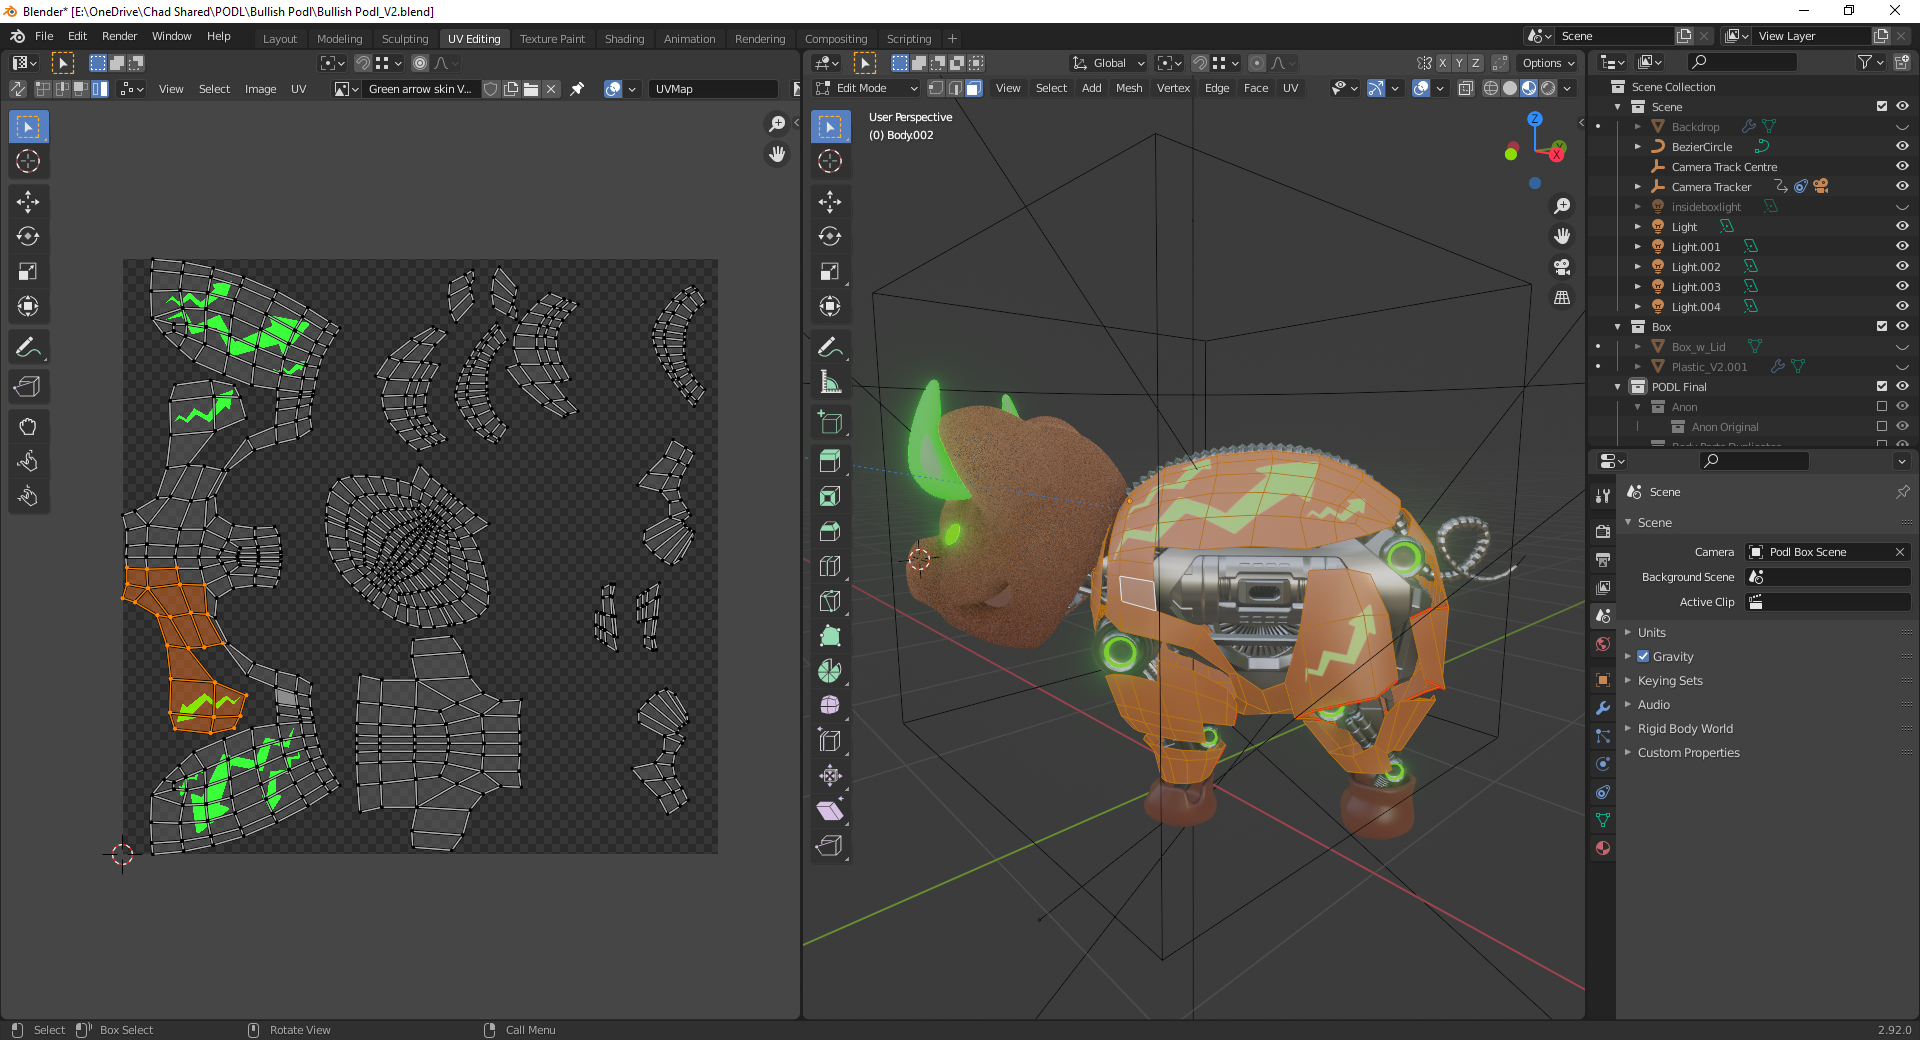 Blender* [E:\OneDrive\Chad Shared\PODL\Bullish Podl\Bullish Podl_V2.blend]
File Edit Render Window Help
Layout Modeling Sculpting UV Editing Texture Paint Shading Animation Rendering Compositing Scripting +
Scene
View Layer
Global
X Y Z
Options
View Select Image UV
Green arrow skin V...
UVMap
Edit Mode
View Select Add Mesh Vertex Edge Face UV
User Perspective
(0) Body.002
Z
Y
X
Scene Collection
Scene
Backdrop
BezierCircle
Camera Track Centre
Camera Tracker
insideboxlight
Light
Light.001
Light.002
Light.003
Light.004
Box
Box_w_Lid
Plastic_V2.001
PODL Final
Anon
Anon Original
Scene
Scene
Camera Podl Box Scene
Background Scene
Active Clip
Units
Gravity
Keying Sets
Audio
Rigid Body World
Custom Properties
Select Box Select Rotate View Call Menu
2.92.0